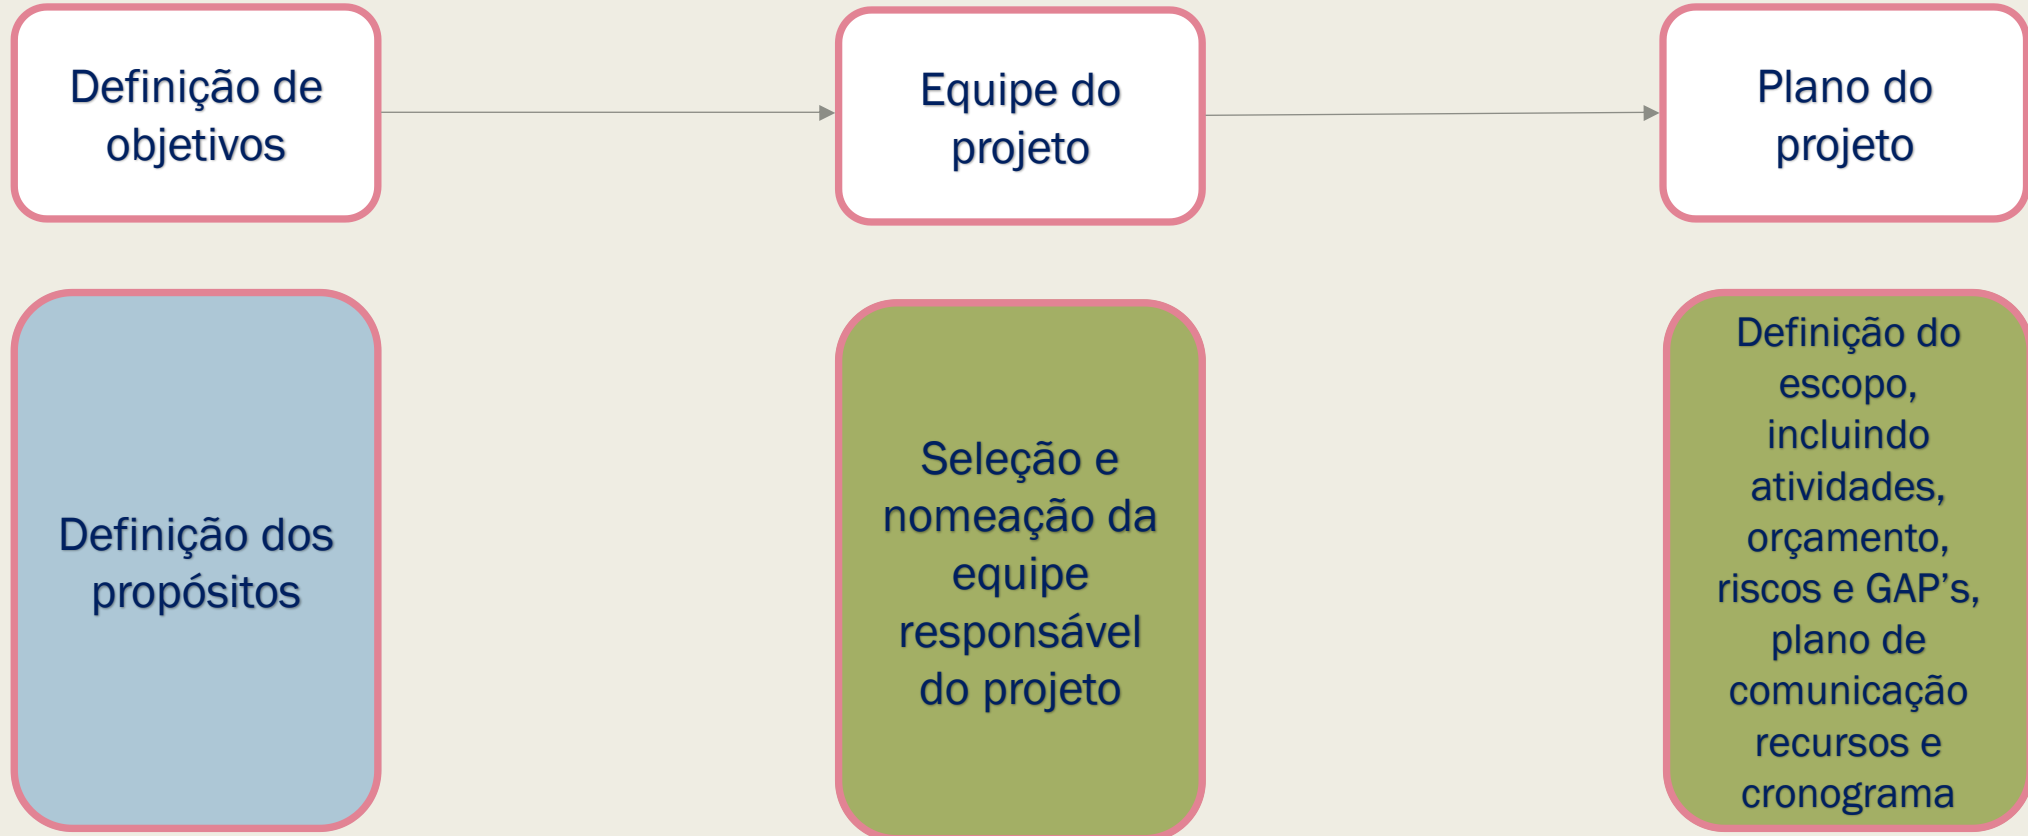 Definição de
objetivos
Equipe do
projeto
Plano do
projeto
Definição dos
propósitos
Seleção e
nomeação da
equipe
responsável
do projeto
Definição do
escopo,
incluindo
atividades,
orçamento,
riscos e GAP’s,
plano de
comunicação
recursos e
cronograma